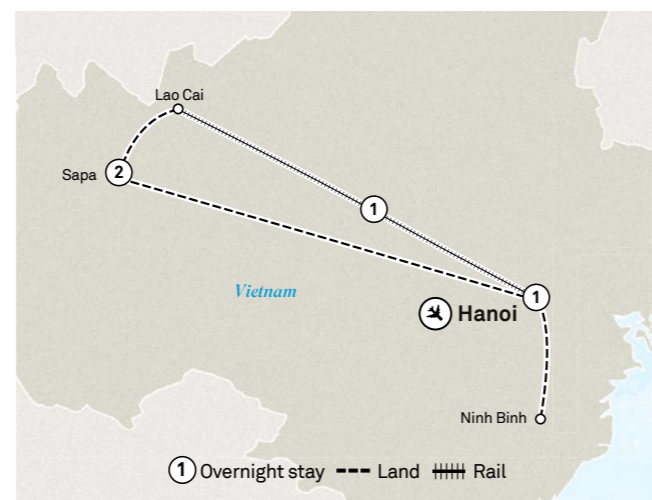 Lao Cai
Sapa 2
1
Vietnam
1
Hanoi
Ninh Binh
1 Overnight stay Land Rail